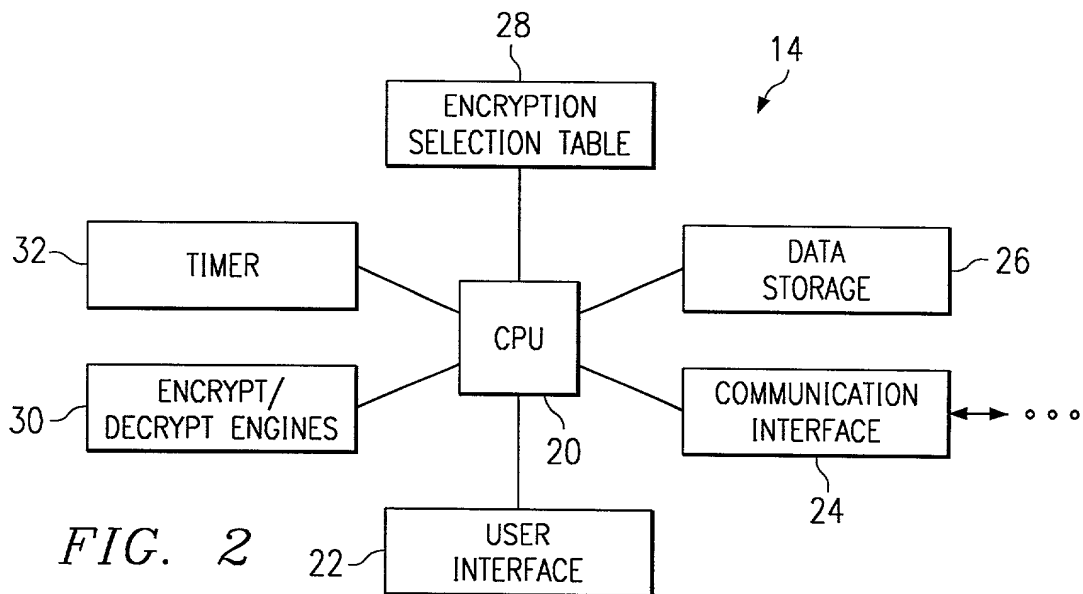 28
14
ENCRYPTION
SELECTION TABLE
32
TIMER
DATA
STORAGE
26
CPU
30
ENCRYPT/
DECRYPT ENGINES
COMMUNICATION
INTERFACE
20
24
FIG. 2
22
USER
INTERFACE